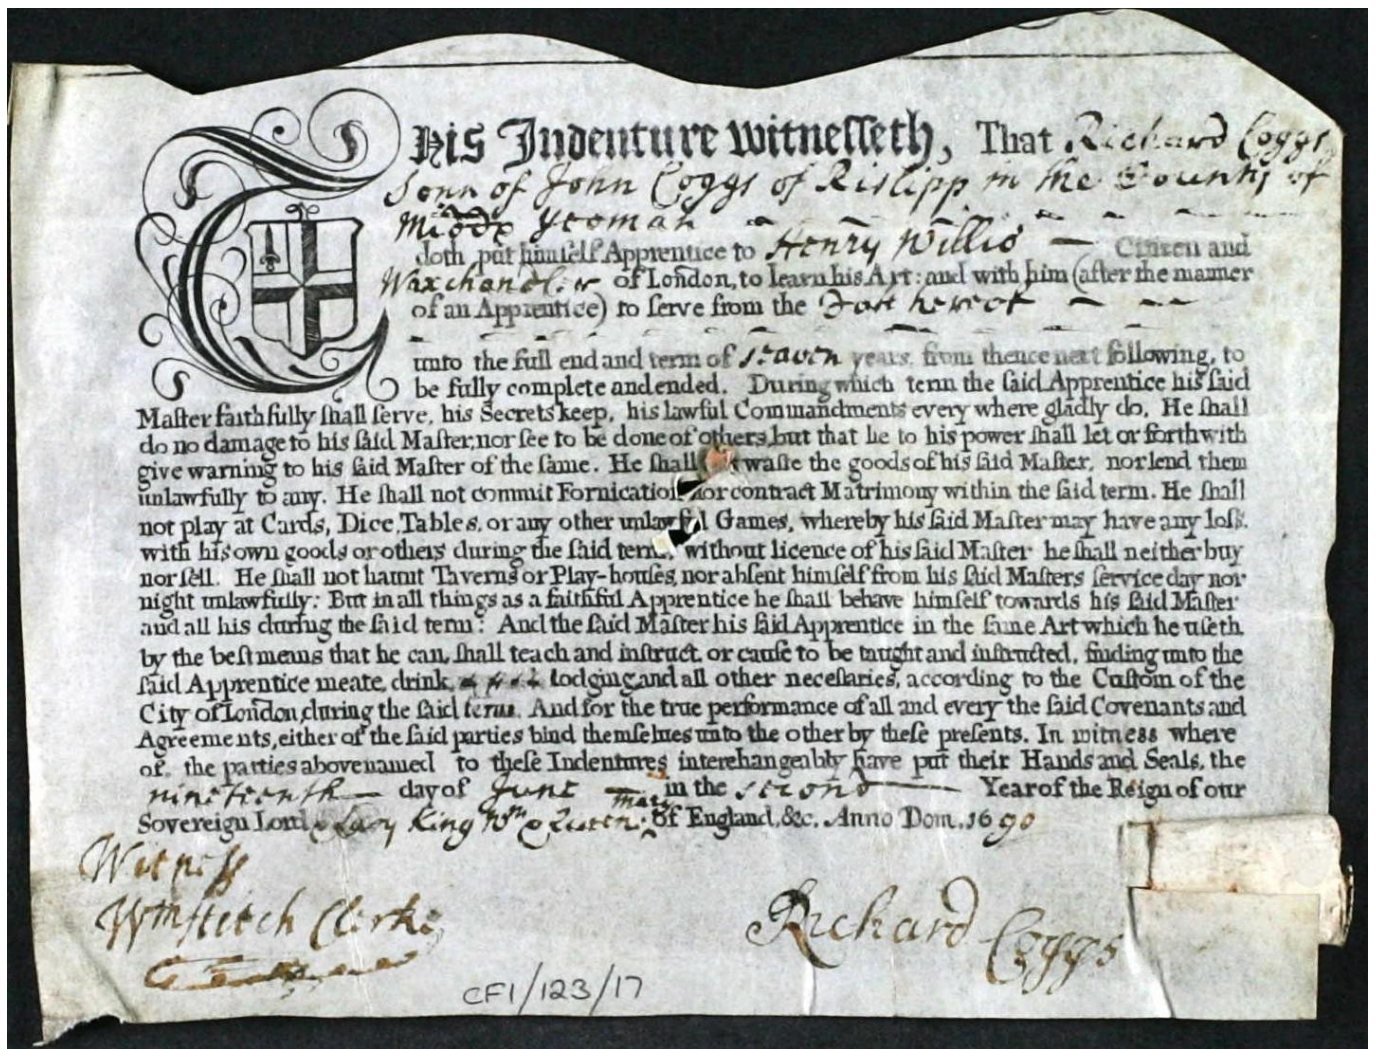 This Indenture witnesseth, That Richard Coggs
Sonn of John Coggs of Rislipp in the County of
Middx Yeoman
doth put himself Apprentice to Henry Willis Citizen and
Waxchandler of London, to learn his Art: and with him (after the manner
of an Apprentice) to serve from the Date hereof
unto the full end and term of seaven years, from thence next following, to
be fully complete and ended. During which term the said Apprentice his said
Master faithfully shall serve, his Secrets keep, his lawful Commandments every where gladly do, He shall
do no damage to his said Master, nor see to be done of others, but that he to his power shall let or forthwith
give warning to his said Master of the same. He shall waste the goods of his said Master, nor lend them
unlawfully to any. He shall not commit Fornication nor contract Matrimony within the said term. He shall
not play at Cards, Dice, Tables, or any other unlawful Games, whereby his said Master may have any loss.
with his own goods or others during the said term, without licence of his said Master he shall neither buy
nor sell. He shall not haunt Taverns or Play-houses, nor absent himself from his said Masters service day nor
night unlawfully: But in all things as a faithful Apprentice he shall behave himself towards his said Master
and all his during the said term: And the said Master his said Apprentice in the same Art which he useth
by the best means that he can, shall teach and instruct, or cause to be taught and instructed, finding unto the
said Apprentice meate, drink, lodging and all other necessaries, according to the Custom of the
City of London, during the said term. And for the true performance of all and every the said Covenants and
Agreements, either of the said parties bind themselves unto the other by these presents. In witness where
of, the parties abovenamed to these Indentures interchangeably have put their Hands and Seals, the
nineteenth day of June in the second Year of the Reign of our
Sovereign Lord & Lady King Wm & Queen Mary of England, &c. Anno Dom. 1690
Witness
Wm Clerke
Richard Coggs
CF1/123/17